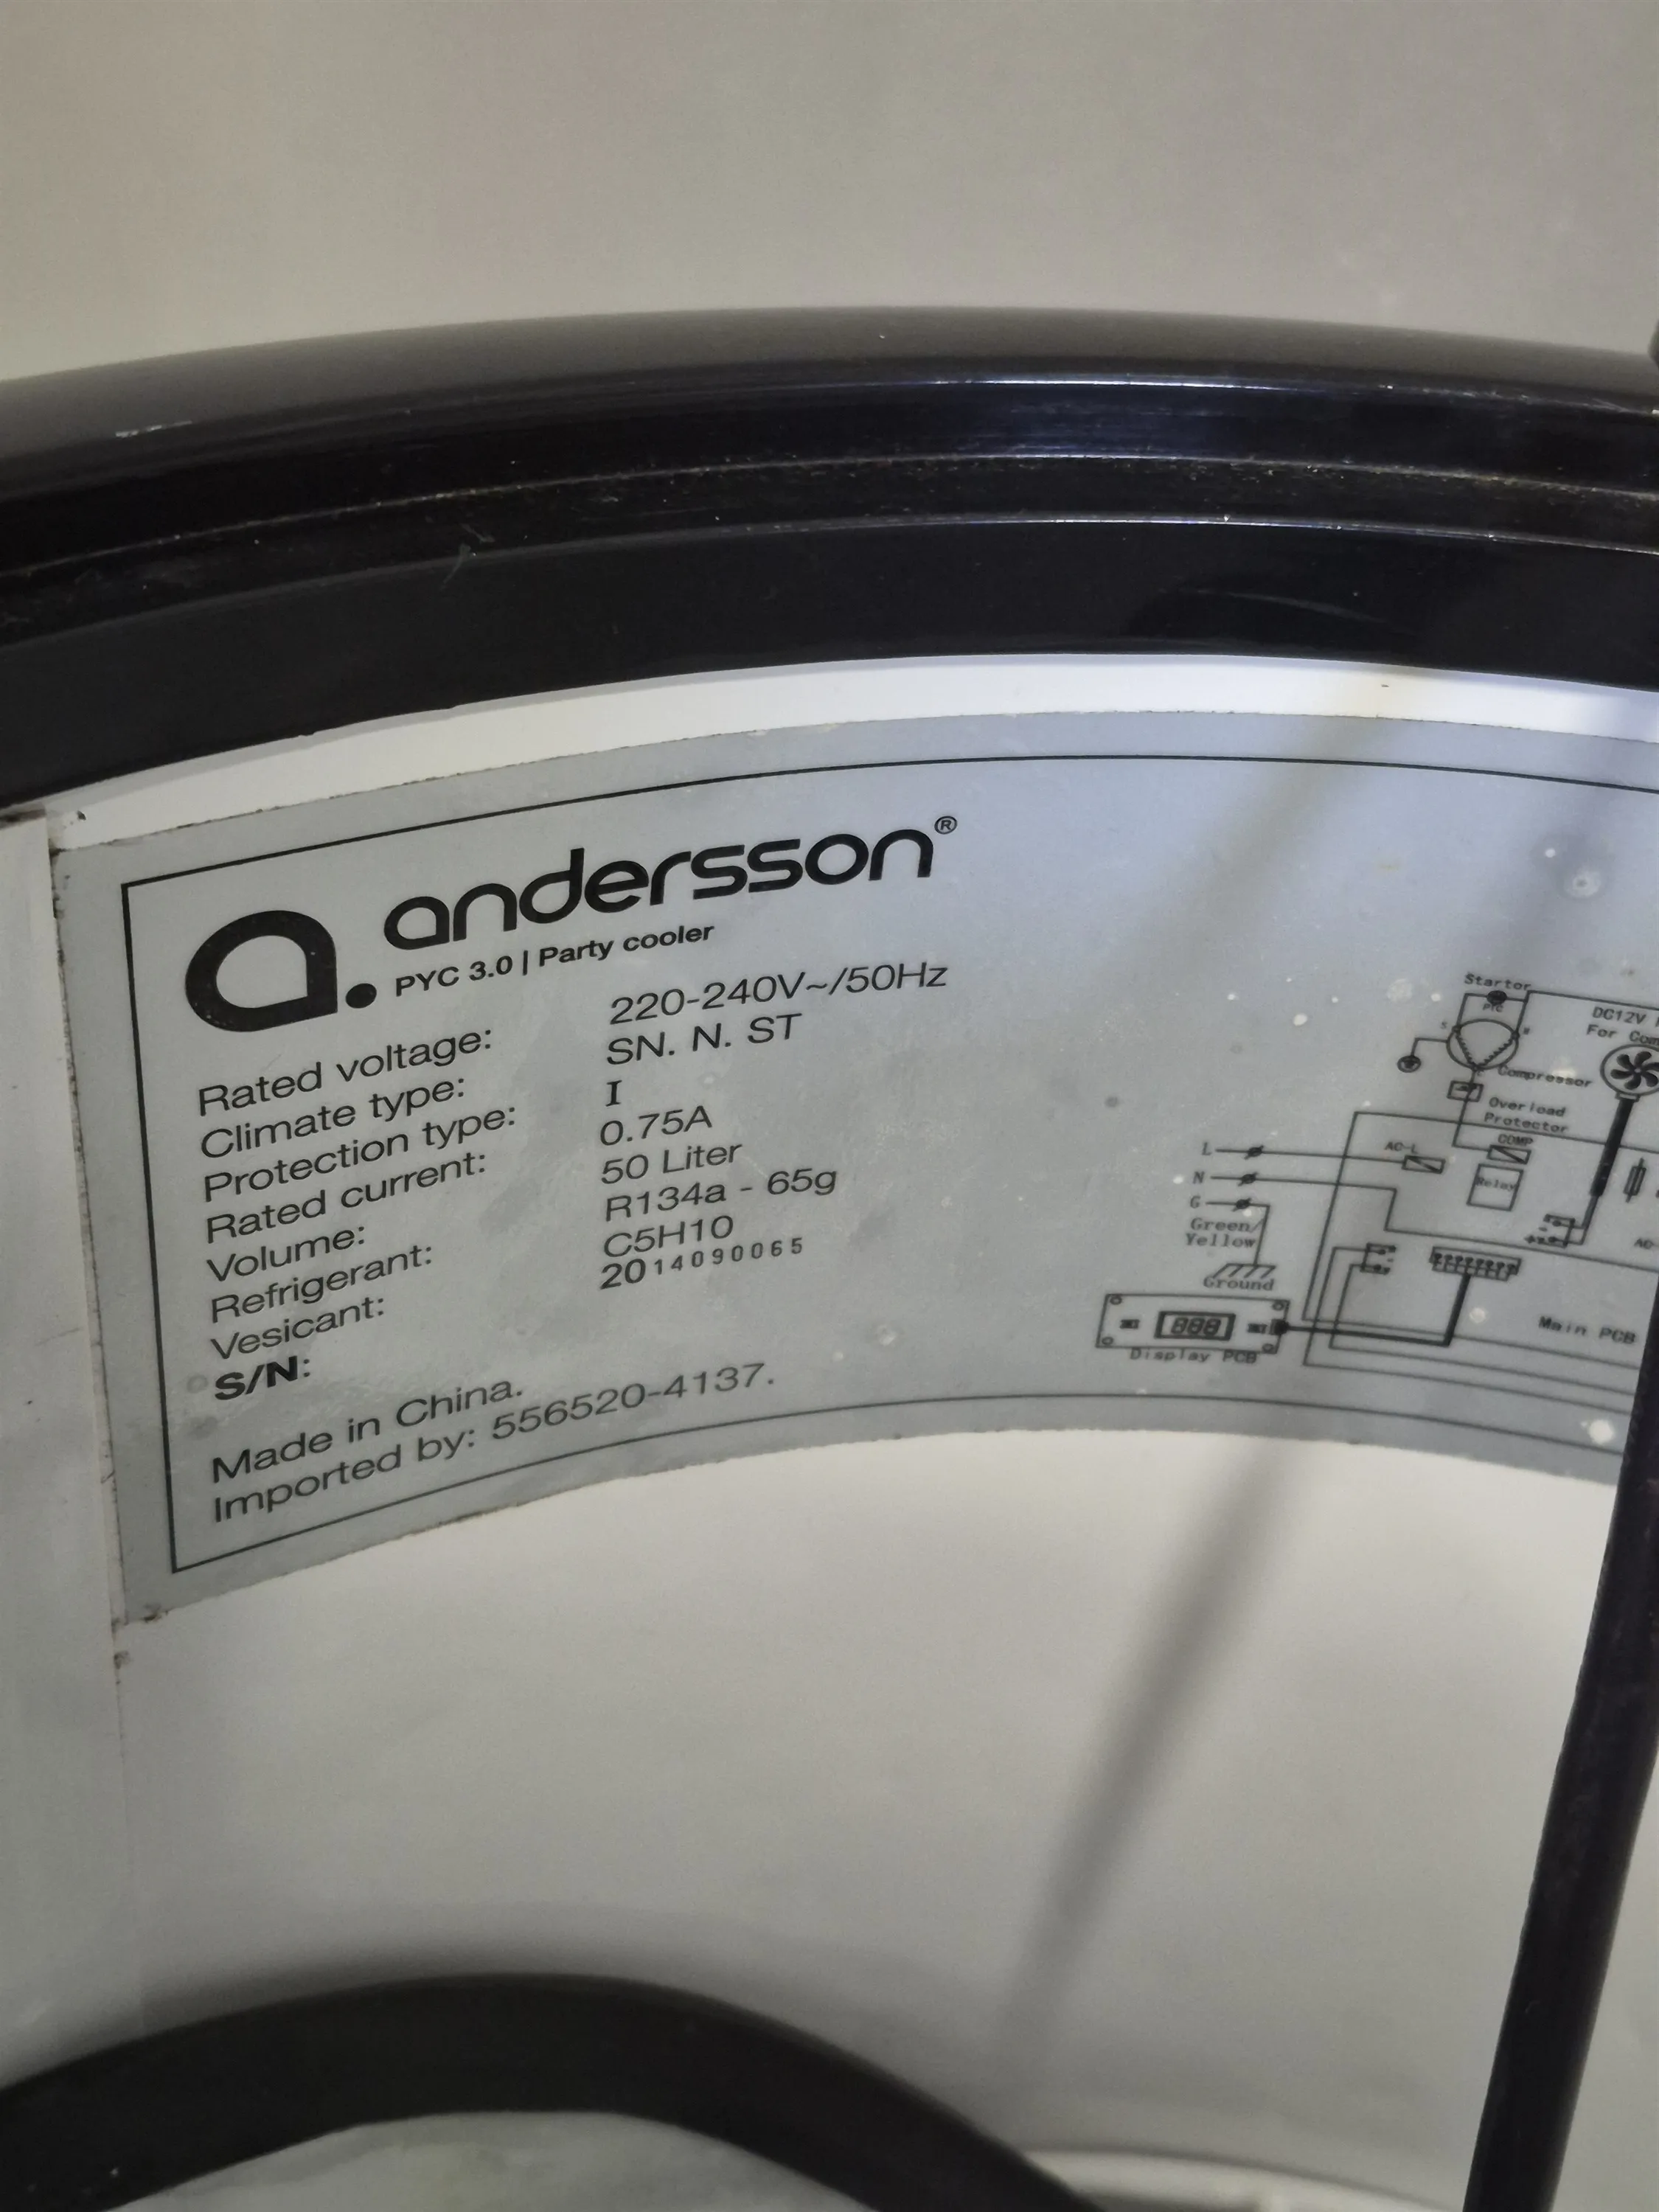 a. andersson®
PYC 3.0 | Party cooler
Rated voltage: 220-240V~/50Hz
Climate type: SN. N. ST
Protection type: I
Rated current: 0.75A
Volume: 50 Liter
Refrigerant: R134a - 65g
Vesicant: C5H10
S/N: 2014090065
Made in China.
Imported by: 556520-4137.
Startor
PTC
DC12V
For
Compressor
Overload
Protector
COMP
Relay
L
AC-L
N
G
Green/
Yellow
Ground
888
Display PCB
Main PCB